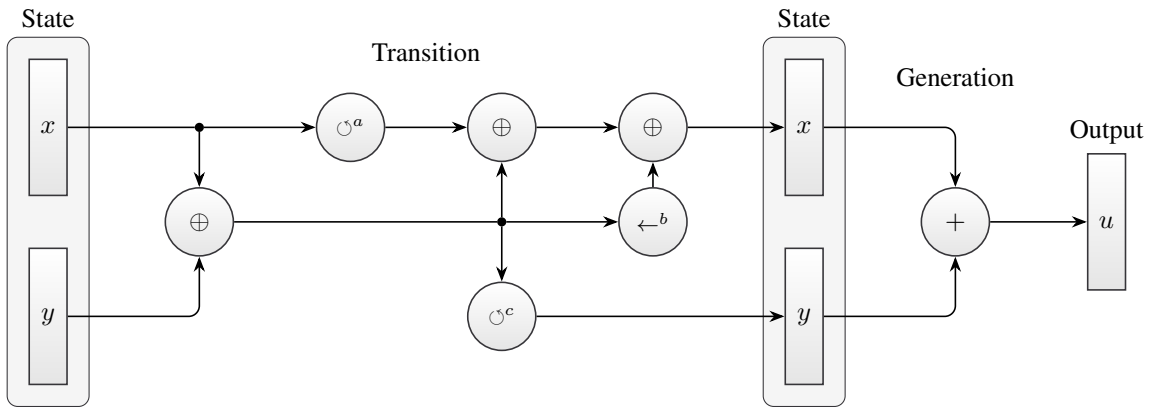 State
State
Transition
Generation
Output
x
↺a
⊕
⊕
x
⊕
←b
+
u
y
↺c
y